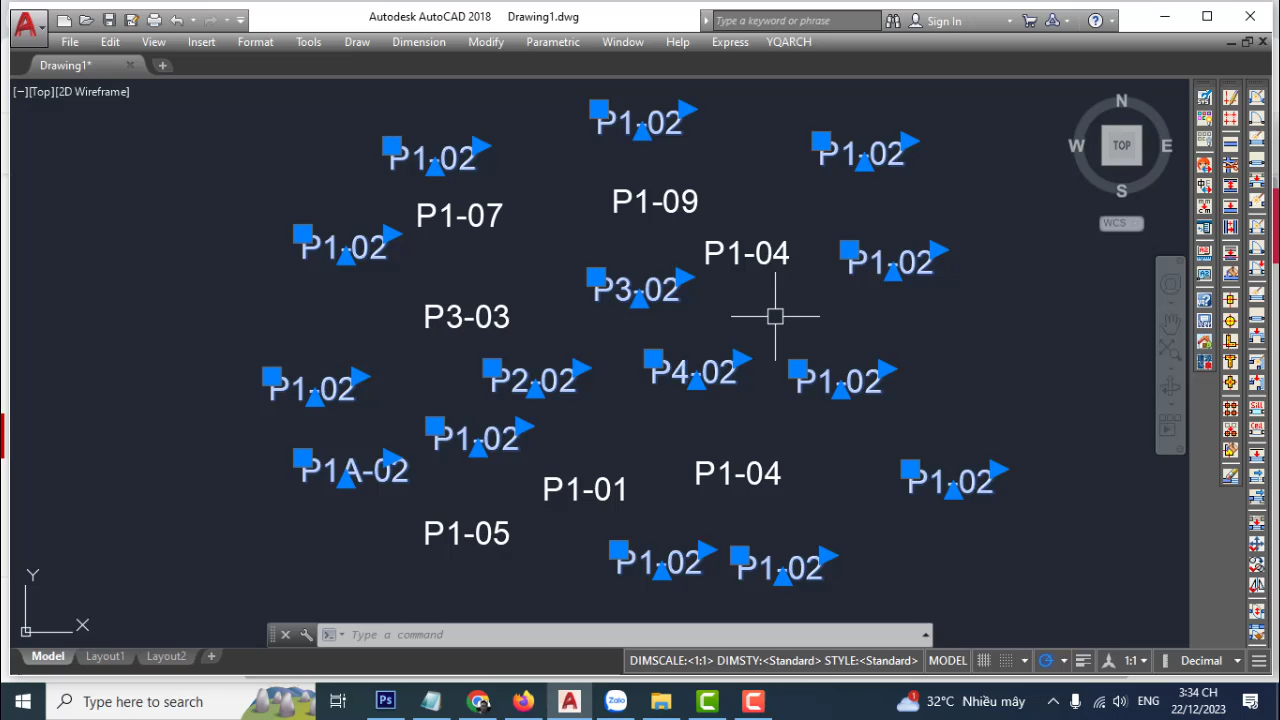 Autodesk AutoCAD 2018 Drawing1.dwg
Type a keyword or phrase
Sign In
File Edit View Insert Format Tools Draw Dimension Modify Parametric Window Help Express YQARCH
Drawing1*
[−][Top][2D Wireframe]
N
W TOP E
S
WCS
P1-02
P1-02
P1-02
P1-09
P1-07
P1-02
P1-04
P1-02
P3-02
P3-03
P1-02
P2-02
P4-02
P1-02
P1-02
P1A-02
P1-04
P1-02
P1-01
P1-05
P1-02
P1-02
Y
X
Type a command
Model Layout1 Layout2
DIMSCALE:<1:1> DIMSTY:<Standard> STYLE:<Standard> MODEL 1:1 Decimal
Type here to search
Ps
Zalo
1
32°C Nhiều mây
ENG
3:34 CH
22/12/2023